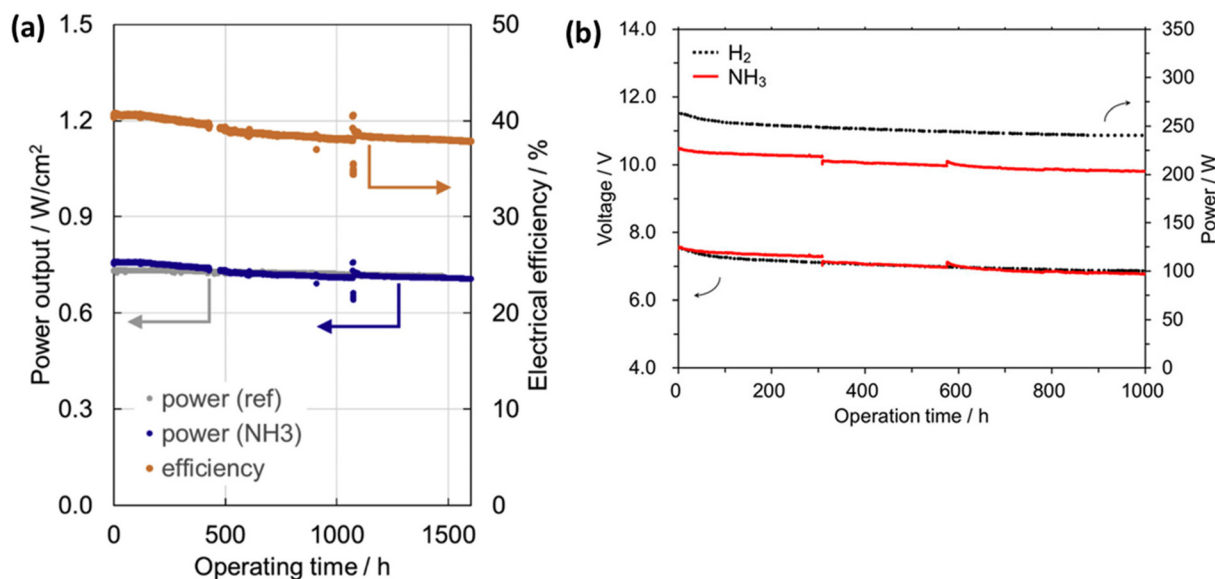 (a)
Power output / W/cm²
1.5
1.2
0.9
0.6
0.3
0.0
power (ref)
power (NH3)
efficiency
0
500
1000
1500
Operating time / h
50
40
30
20
10
0
Electrical efficiency / %
(b)
Voltage / V
14.0
12.0
10.0
8.0
6.0
4.0
H₂
NH₃
0
200
400
600
800
1000
Operation time / h
350
300
250
200
150
100
50
0
Power / W